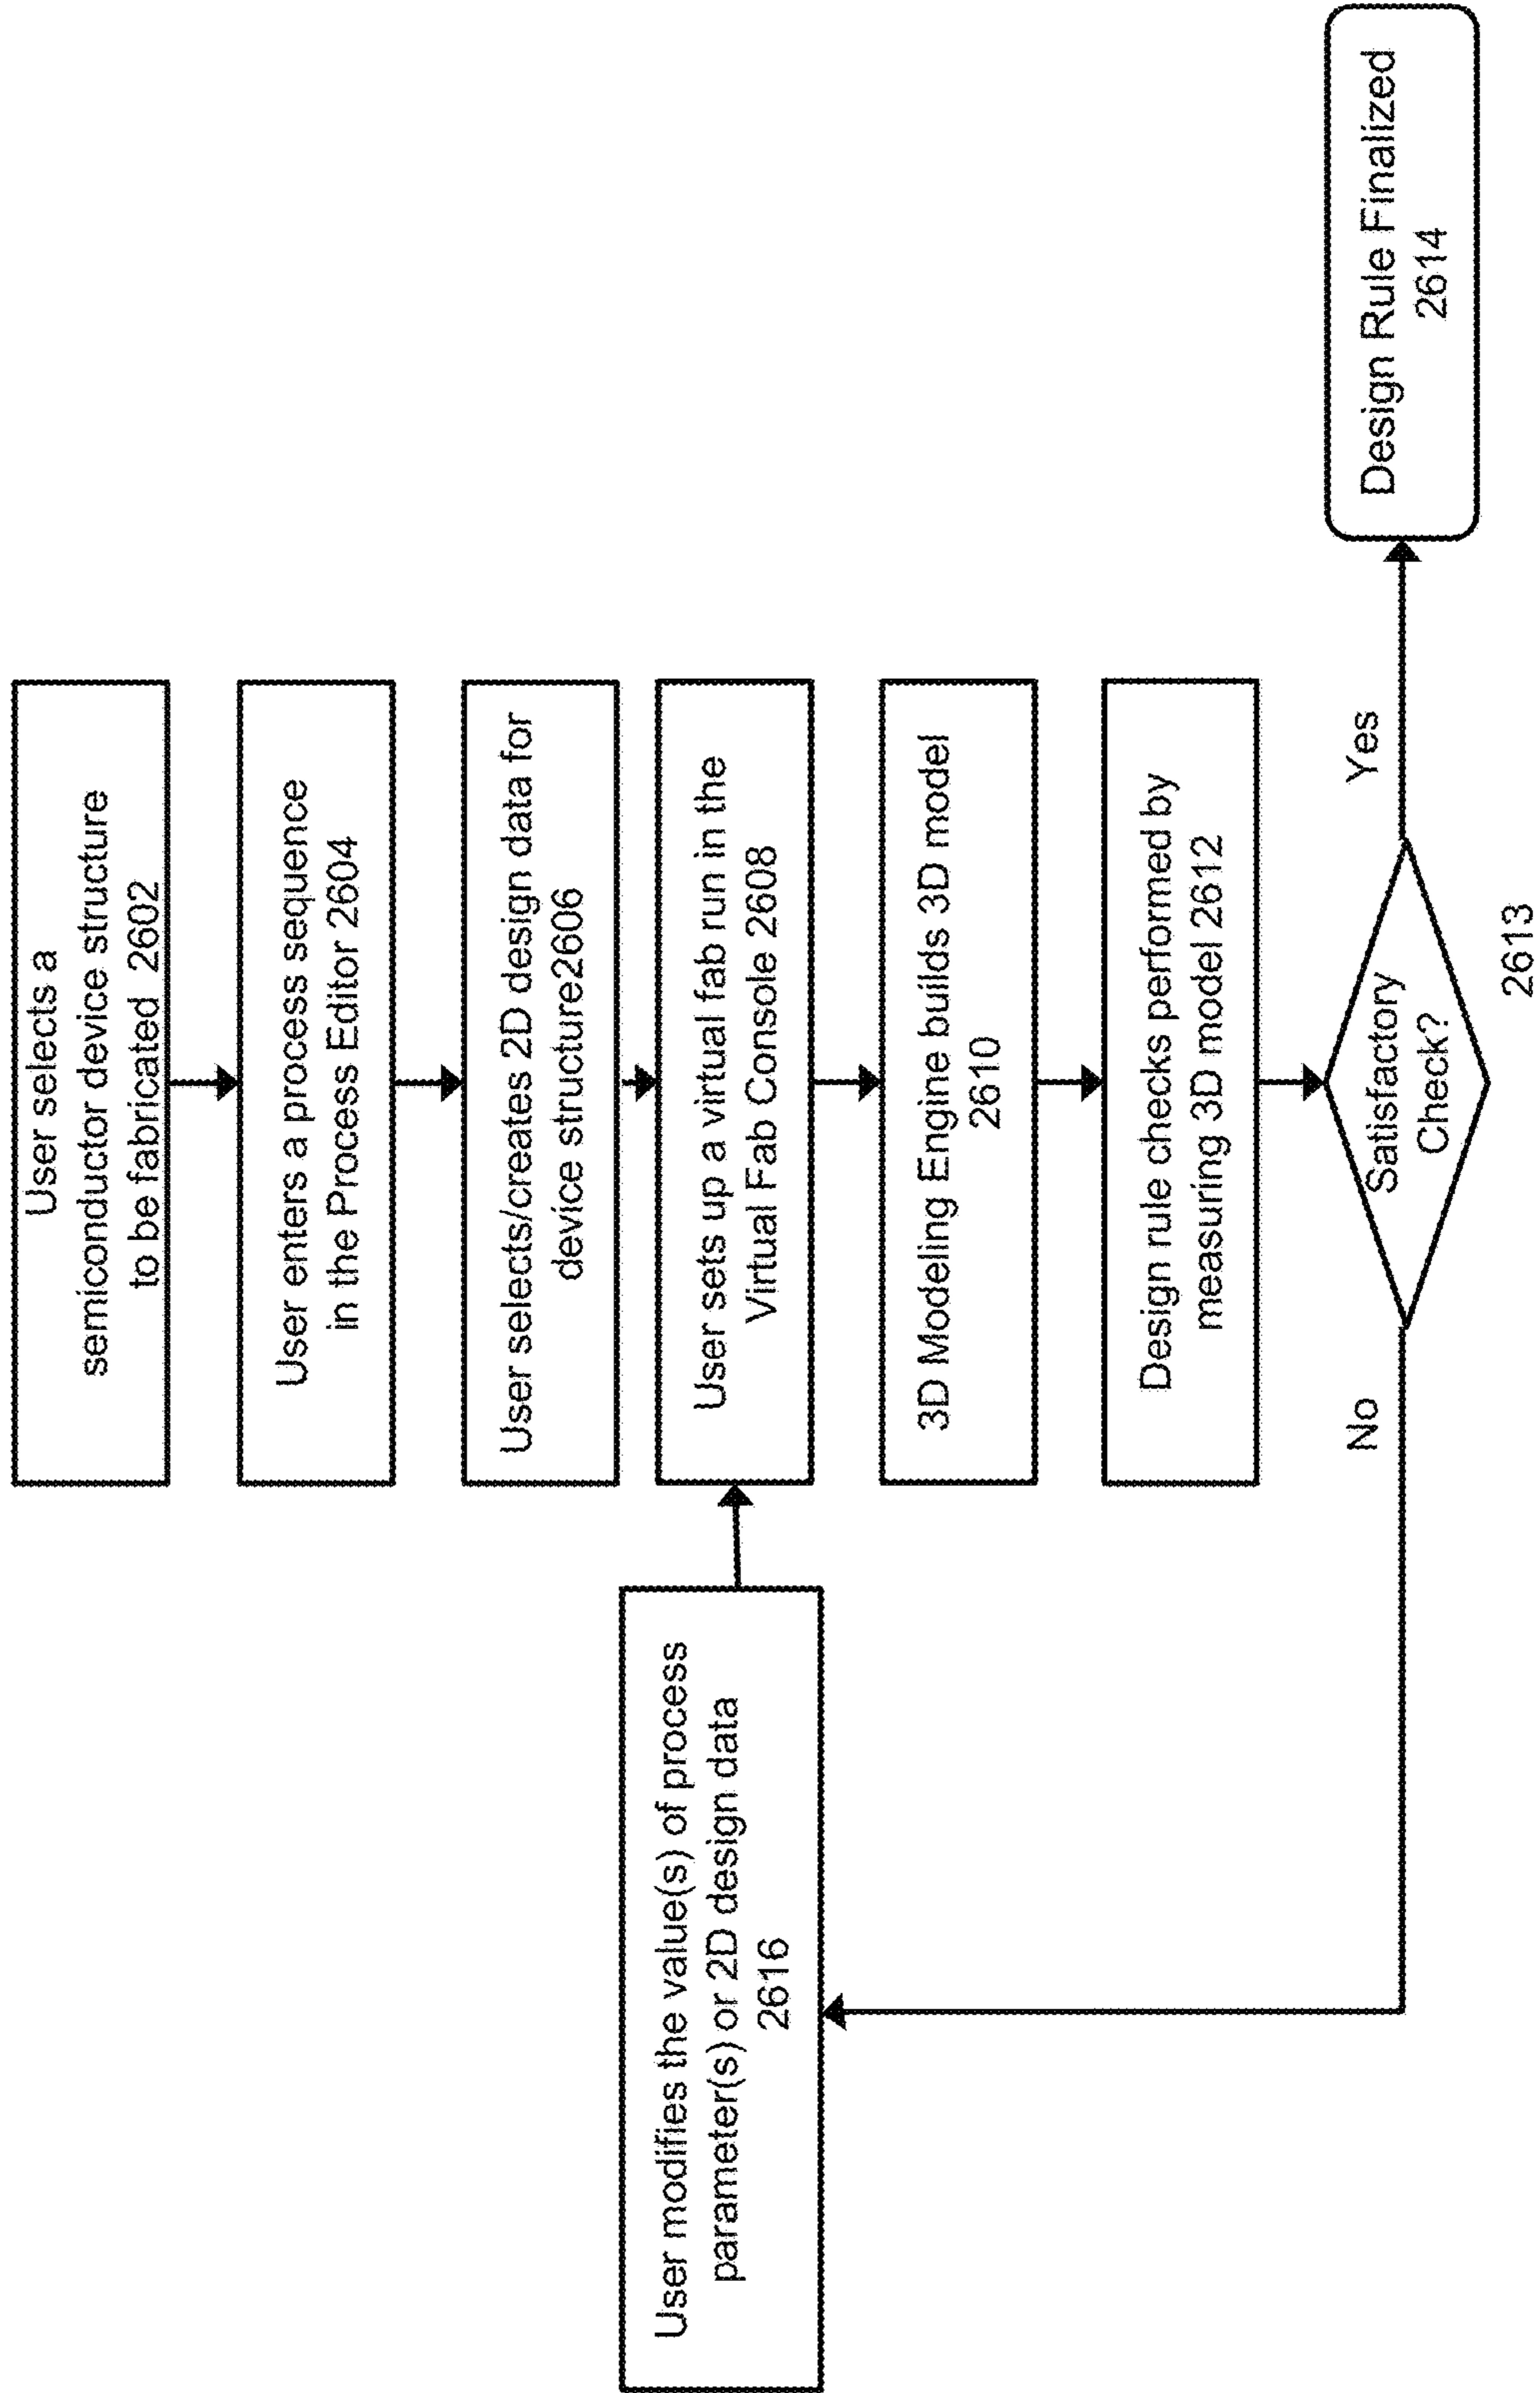 User selects a
semiconductor device structure
to be fabricated 2602
User enters a process sequence
in the Process Editor 2604
User selects/creates 2D design data for
device structure2606
User sets up a virtual fab run in the
Virtual Fab Console 2608
3D Modeling Engine builds 3D model
2610
Design rule checks performed by
measuring 3D model 2612
Satisfactory
Check?
2613
Yes
Design Rule Finalized
2614
No
User modifies the value(s) of process
parameter(s) or 2D design data
2616